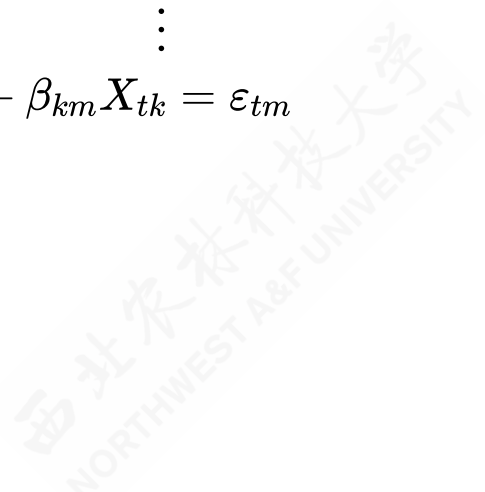 ⋮
− β_{km}X_{tk} = ε_{tm}
西北农林科技大学
NORTHWEST A&F UNIVERSITY